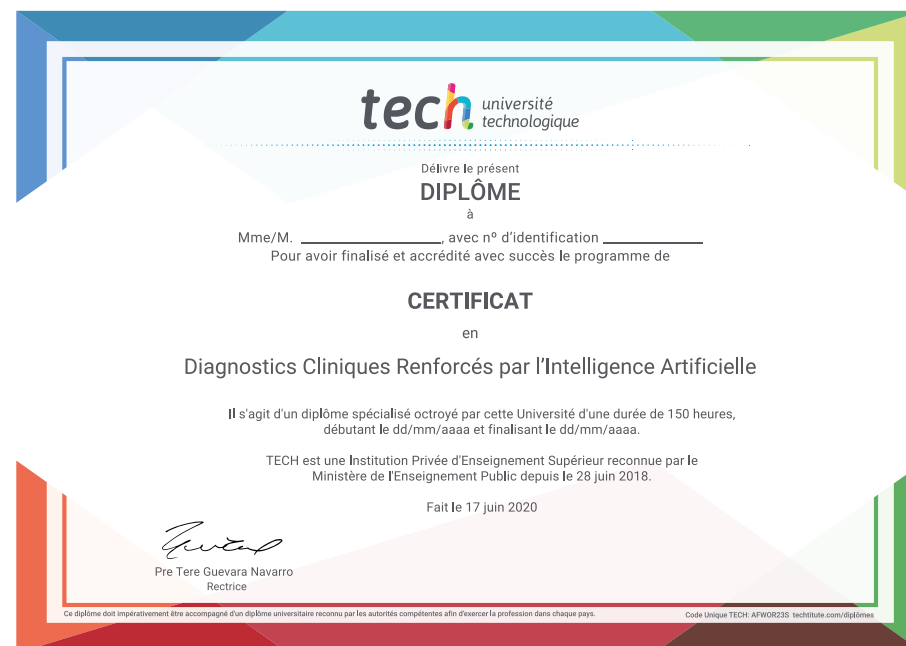 tech université
technologique
Délivre le présent
DIPLÔME
à
Mme/M. ____________________, avec nº d'identification ______________
Pour avoir finalisé et accrédité avec succès le programme de
CERTIFICAT
en
Diagnostics Cliniques Renforcés par l'Intelligence Artificielle
Il s'agit d'un diplôme spécialisé octroyé par cette Université d'une durée de 150 heures,
débutant le dd/mm/aaaa et finalisant le dd/mm/aaaa.
TECH est une Institution Privée d'Enseignement Supérieur reconnue par le
Ministère de l'Enseignement Public depuis le 28 juin 2018.
Fait le 17 juin 2020
Pre Tere Guevara Navarro
Rectrice
Ce diplôme doit impérativement être accompagné d'un diplôme universitaire reconnu par les autorités compétentes afin d'exercer la profession dans chaque pays.
Code Unique TECH: AFWOR23S techtitute.com/diplômes